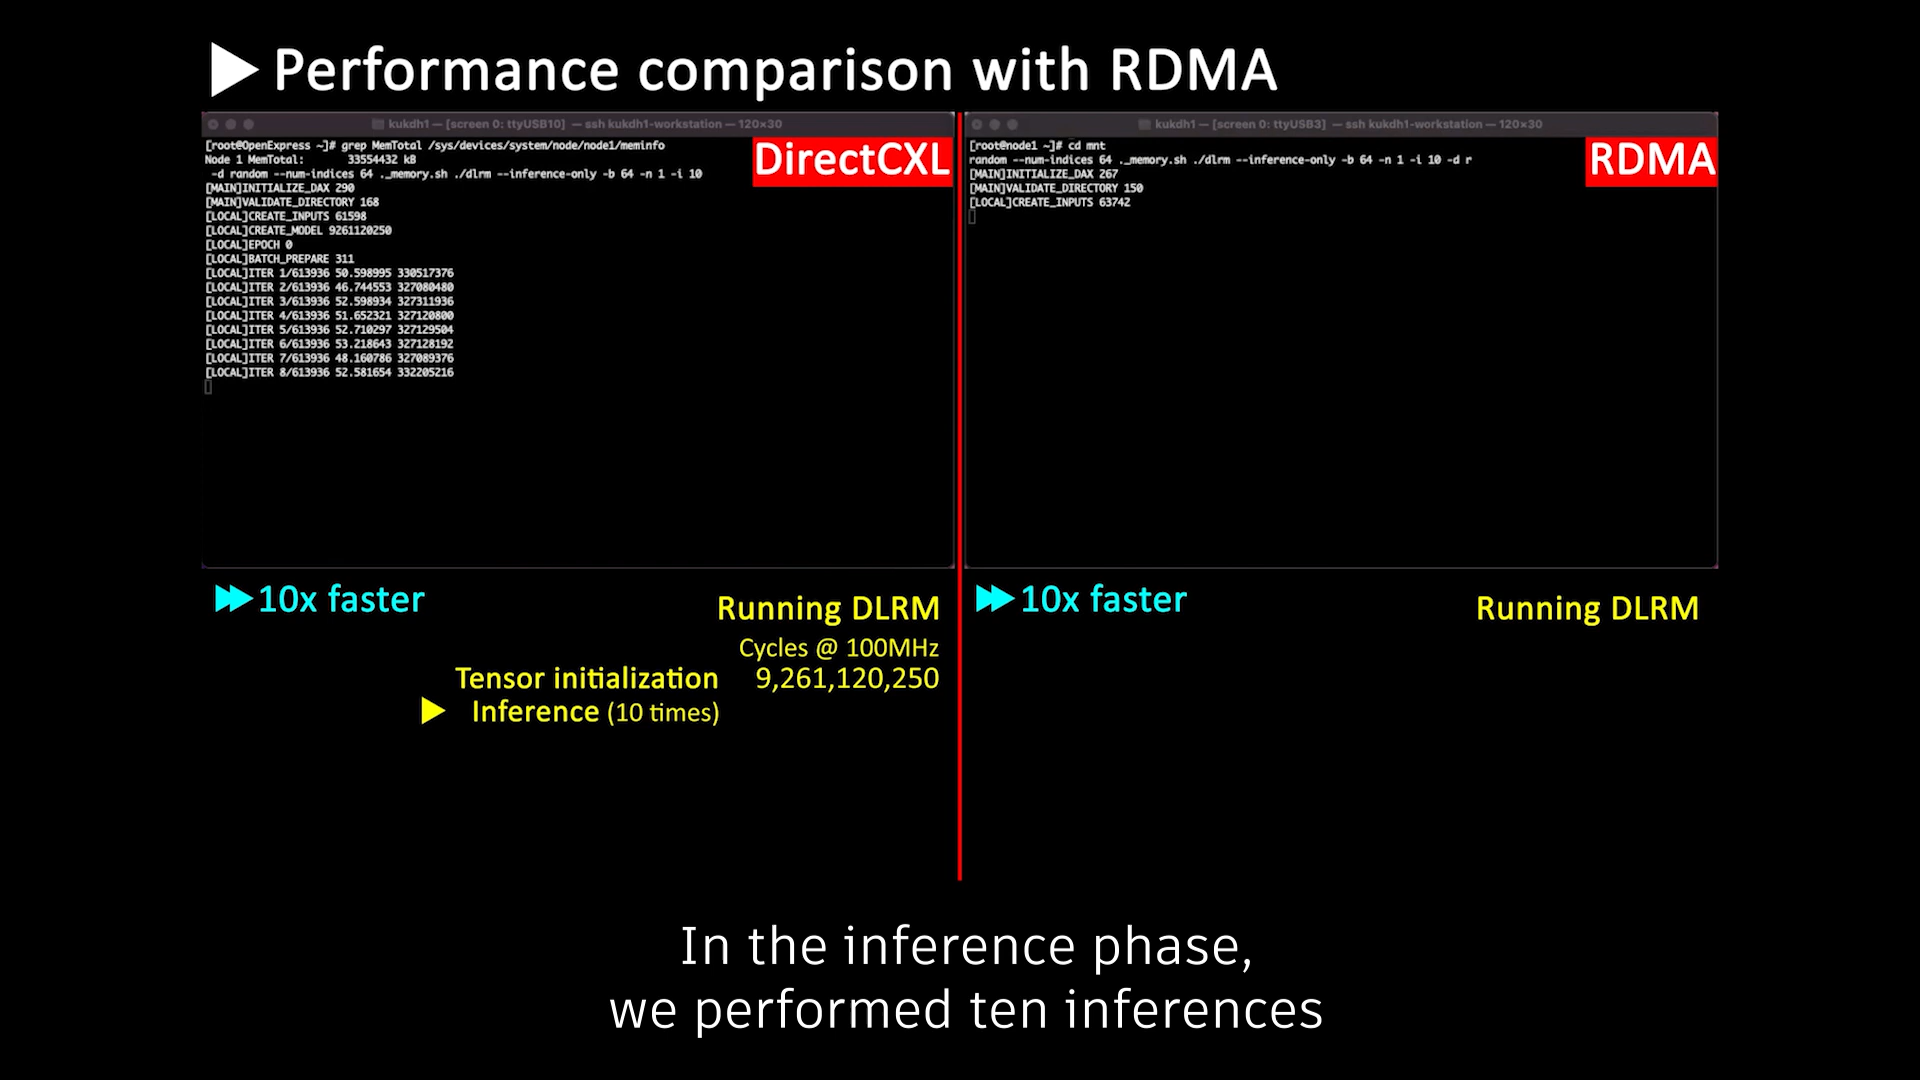 Performance comparison with RDMA
kukdh1 — [screen 0: ttyUSB10] — ssh kukdh1-workstation — 120×30
[root@OpenExpress ~]# grep MemTotal /sys/devices/system/node/node1/meminfo
Node 1 MemTotal: 33554432 kB
-d random --num-indices 64 ._memory.sh ./dlrm --inference-only -b 64 -n 1 -i 10
[MAIN]INITIALIZE_DAX 290
[MAIN]VALIDATE_DIRECTORY 168
[LOCAL]CREATE_INPUTS 61598
[LOCAL]CREATE_MODEL 9261120250
[LOCAL]EPOCH 0
[LOCAL]BATCH_PREPARE 311
[LOCAL]ITER 1/613936 50.598995 330517376
[LOCAL]ITER 2/613936 46.744553 327080480
[LOCAL]ITER 3/613936 52.598934 327311936
[LOCAL]ITER 4/613936 51.652321 327120800
[LOCAL]ITER 5/613936 52.710297 327129504
[LOCAL]ITER 6/613936 53.218643 327128192
[LOCAL]ITER 7/613936 48.160786 327089376
[LOCAL]ITER 8/613936 52.581654 332205216
DirectCXL
kukdh1 — [screen 0: ttyUSB3] — ssh kukdh1-workstation — 120×30
[root@node1 ~]# cd mnt
random --num-indices 64 ._memory.sh ./dlrm --inference-only -b 64 -n 1 -i 10 -d r
[MAIN]INITIALIZE_DAX 267
[MAIN]VALIDATE_DIRECTORY 150
[LOCAL]CREATE_INPUTS 63742
RDMA
10x faster
Running DLRM
Cycles @ 100MHz
Tensor initialization 9,261,120,250
Inference (10 times)
10x faster
Running DLRM
In the inference phase,
we performed ten inferences